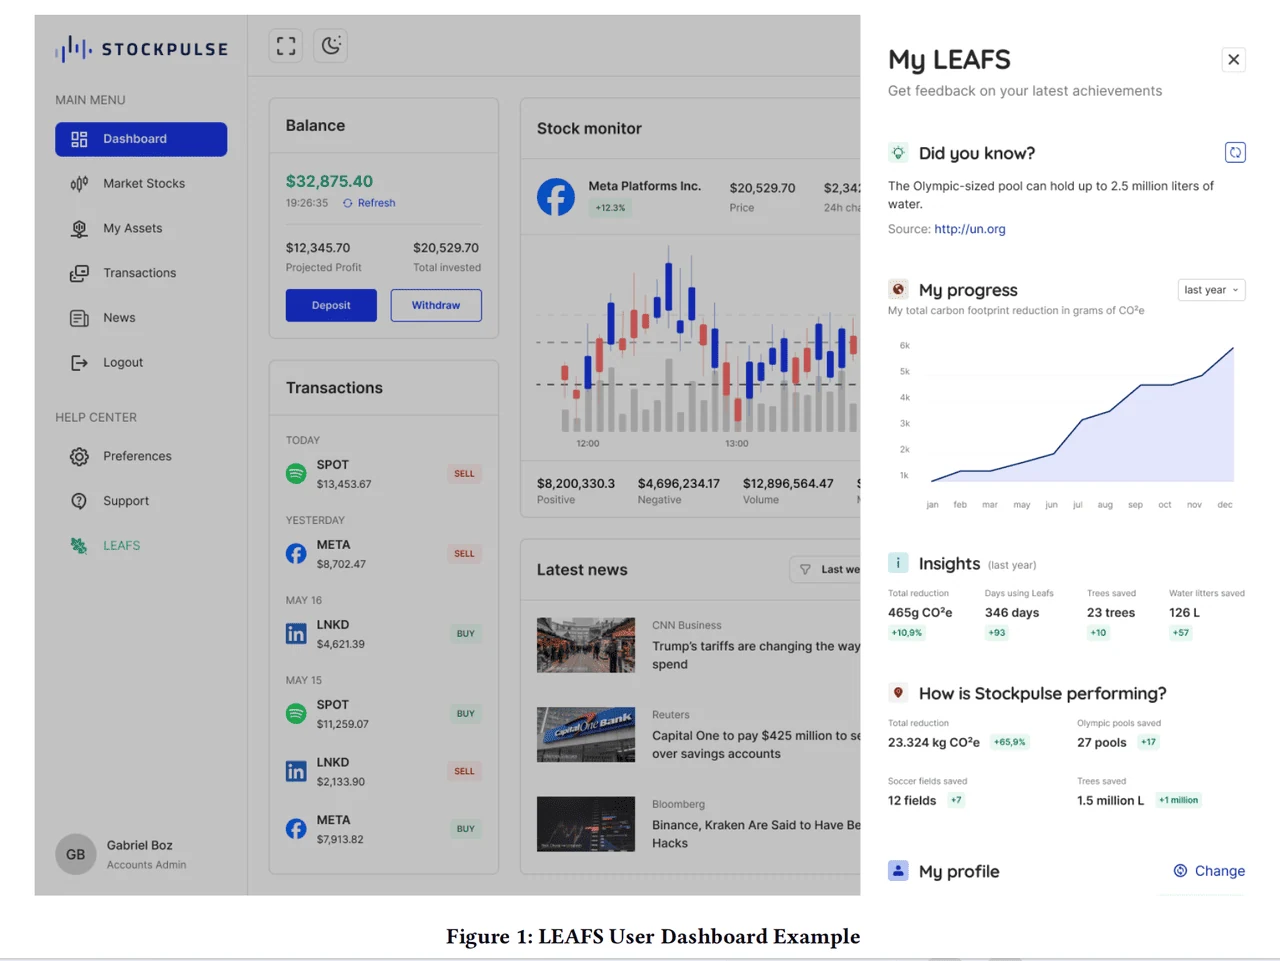 STOCKPULSE
MAIN MENU
Dashboard
Market Stocks
My Assets
Transactions
News
Logout
HELP CENTER
Preferences
Support
LEAFS
GB
Gabriel Boz
Accounts Admin
Balance
$32,875.40
19:26:35 Refresh
$12,345.70 $20,529.70
Projected Profit Total invested
Deposit Withdraw
Transactions
TODAY
SPOT
$13,453.67
SELL
YESTERDAY
META
$8,702.47
SELL
MAY 16
LNKD
$4,621.39
BUY
MAY 15
SPOT
$11,259.07
BUY
LNKD
$2,133.90
SELL
META
$7,913.82
BUY
Stock monitor
Meta Platforms Inc.
+12.3%
$20,529.70 $2,342
Price 24h cha
12:00 13:00
$8,200,330.3 $4,696,234.17 $12,896,564.47
Positive Negative Volume
Latest news
Last we
CNN Business
Trump's tariffs are changing the way
spend
Reuters
Capital One to pay $425 million to se
over savings accounts
Capital One Bank
Bloomberg
Binance, Kraken Are Said to Have Be
Hacks
My LEAFS
Get feedback on your latest achievements
Did you know?
The Olympic-sized pool can hold up to 2.5 million liters of
water.
Source: http://un.org
My progress
last year
My total carbon footprint reduction in grams of CO²e
6k
5k
4k
3k
2k
1k
jan feb mar may jun jul aug sep oct nov dec
Insights (last year)
Total reduction Days using Leafs Trees saved Water litters saved
465g CO²e 346 days 23 trees 126 L
+10,9% +93 +10 +57
How is Stockpulse performing?
Total reduction Olympic pools saved
23.324 kg CO²e +65,9% 27 pools +17
Soccer fields saved Trees saved
12 fields +7 1.5 million L +1 million
My profile
Change
Figure 1: LEAFS User Dashboard Example